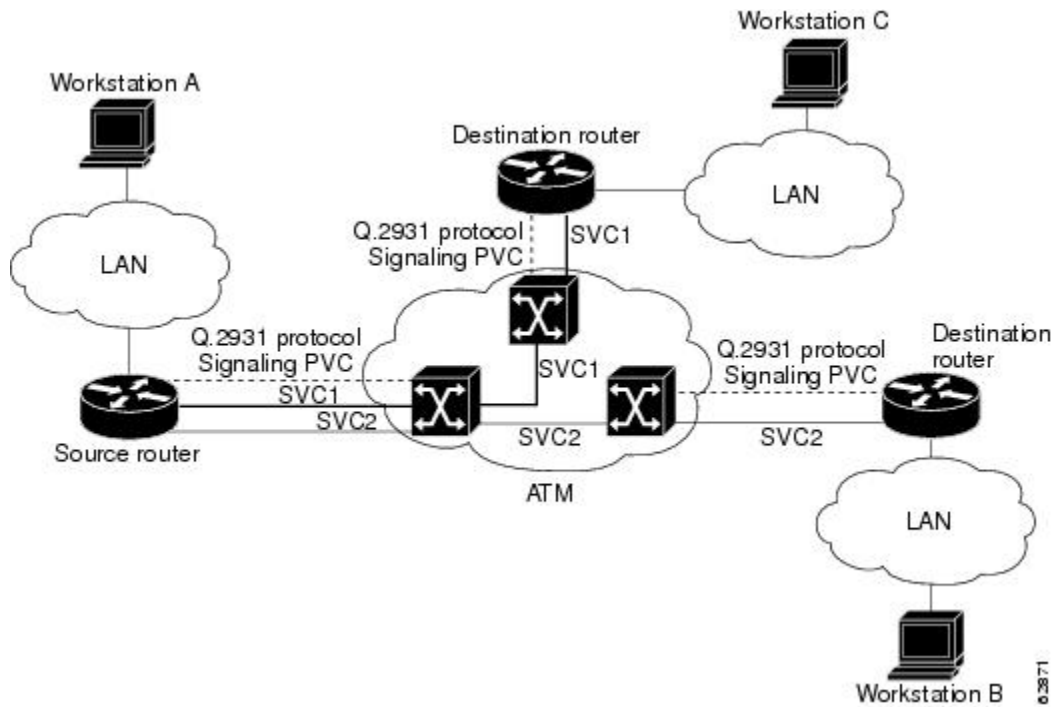 Workstation C
Workstation A
Destination router
LAN
Q.2931 protocol
Signaling PVC
SVC1
LAN
Q.2931 protocol
Signaling PVC
SVC1
Q.2931 protocol
Signaling PVC
Destination
router
SVC1
SVC2
SVC2
SVC2
Source router
ATM
LAN
Workstation B
62871